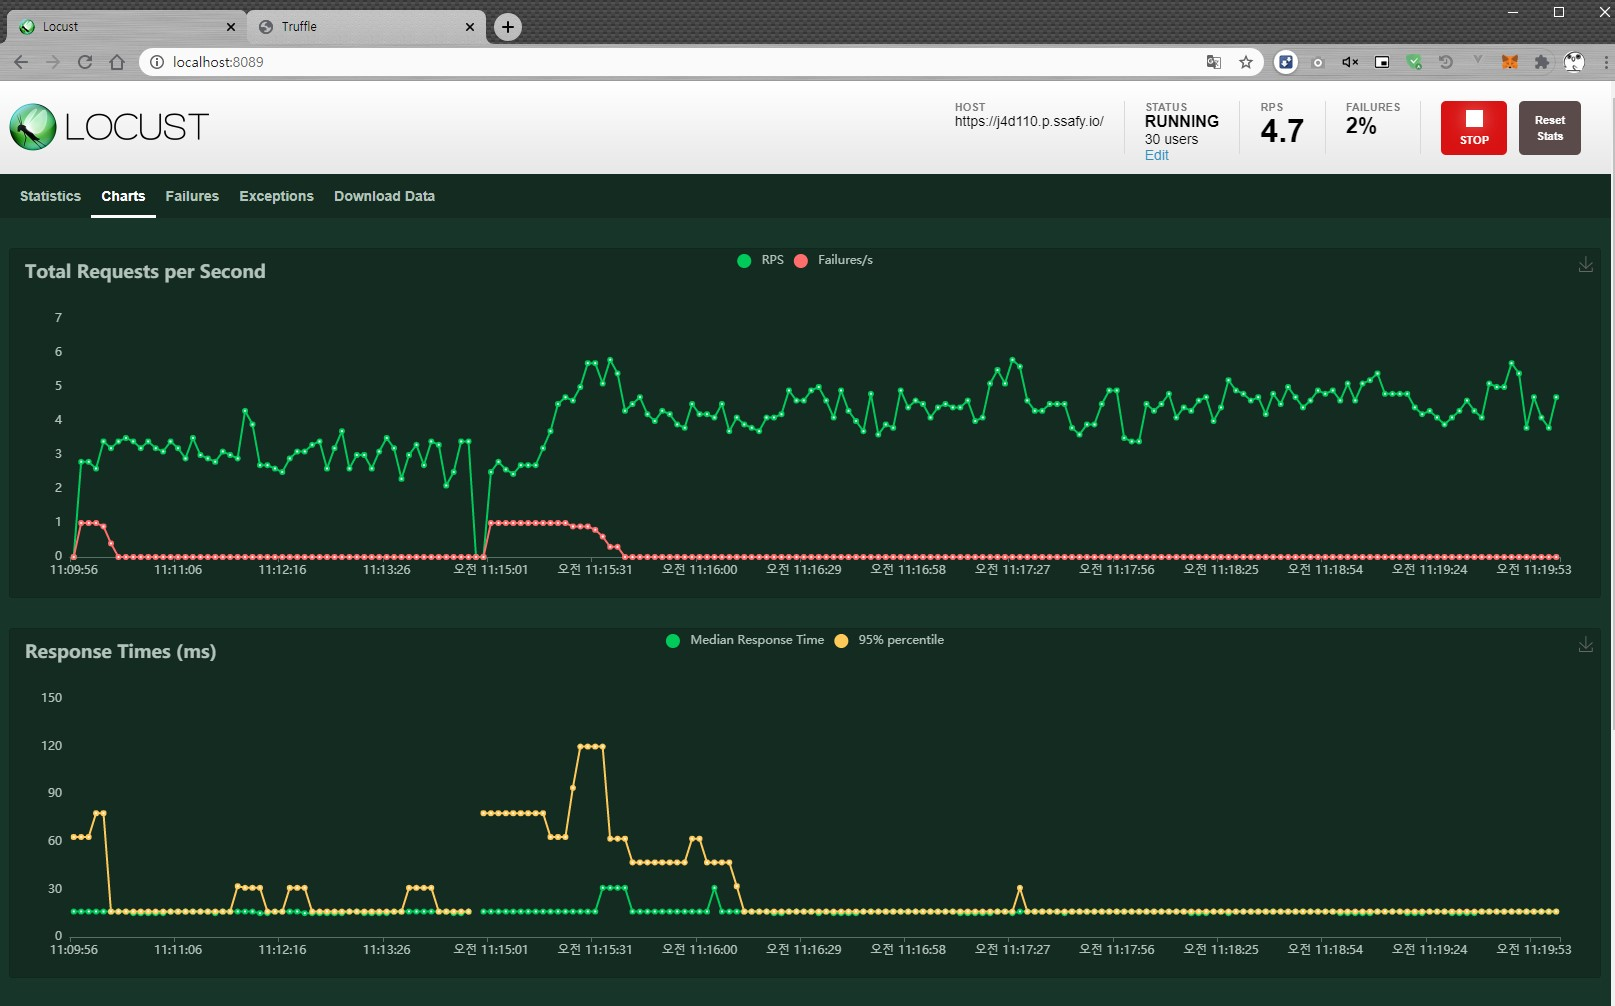 Locust
Truffle
localhost:8089
LOCUST
HOST
https://j4d110.p.ssafy.io/
STATUS
RUNNING
30 users
Edit
RPS
4.7
FAILURES
2%
STOP
Reset
Stats
Statistics
Charts
Failures
Exceptions
Download Data
Total Requests per Second
RPS
Failures/s
7
6
5
4
3
2
1
0
11:09:56
11:11:06
11:12:16
11:13:26
오전 11:15:01
오전 11:15:31
오전 11:16:00
오전 11:16:29
오전 11:16:58
오전 11:17:27
오전 11:17:56
오전 11:18:25
오전 11:18:54
오전 11:19:24
오전 11:19:53
Response Times (ms)
Median Response Time
95% percentile
150
120
90
60
30
0
11:09:56
11:11:06
11:12:16
11:13:26
오전 11:15:01
오전 11:15:31
오전 11:16:00
오전 11:16:29
오전 11:16:58
오전 11:17:27
오전 11:17:56
오전 11:18:25
오전 11:18:54
오전 11:19:24
오전 11:19:53